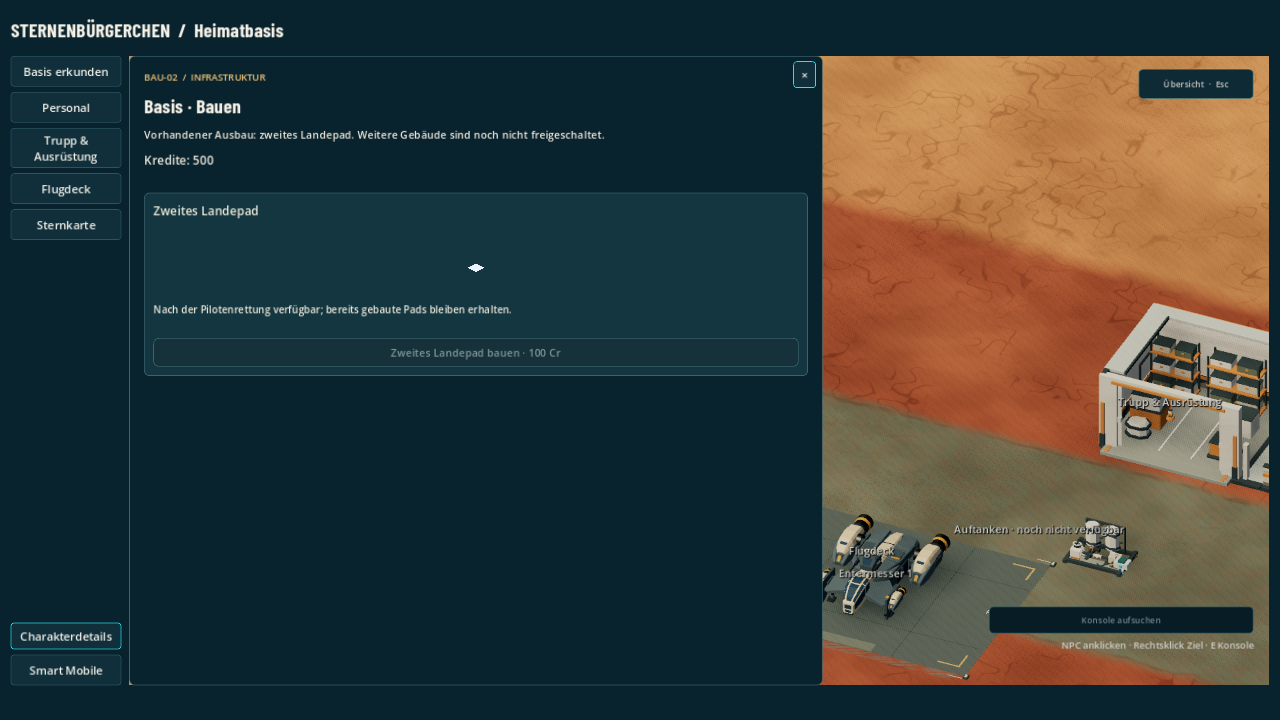 STERNENBÜRGERCHEN / Heimatbasis
Basis erkunden
Personal
Trupp &
Ausrüstung
Flugdeck
Sternkarte
Charakterdetails
Smart Mobile
BAU-02 / INFRASTRUKTUR
×
Basis · Bauen
Vorhandener Ausbau: zweites Landepad. Weitere Gebäude sind noch nicht freigeschaltet.
Kredite: 500
Zweites Landepad
Nach der Pilotenrettung verfügbar; bereits gebaute Pads bleiben erhalten.
Zweites Landepad bauen · 100 Cr
Übersicht · Esc
Trupp & Ausrüstung
Auftanken · noch nicht verfügbar
Flugdeck
Entermesser 1
Konsole aufsuchen
NPC anklicken · Rechtsklick Ziel · E Konsole